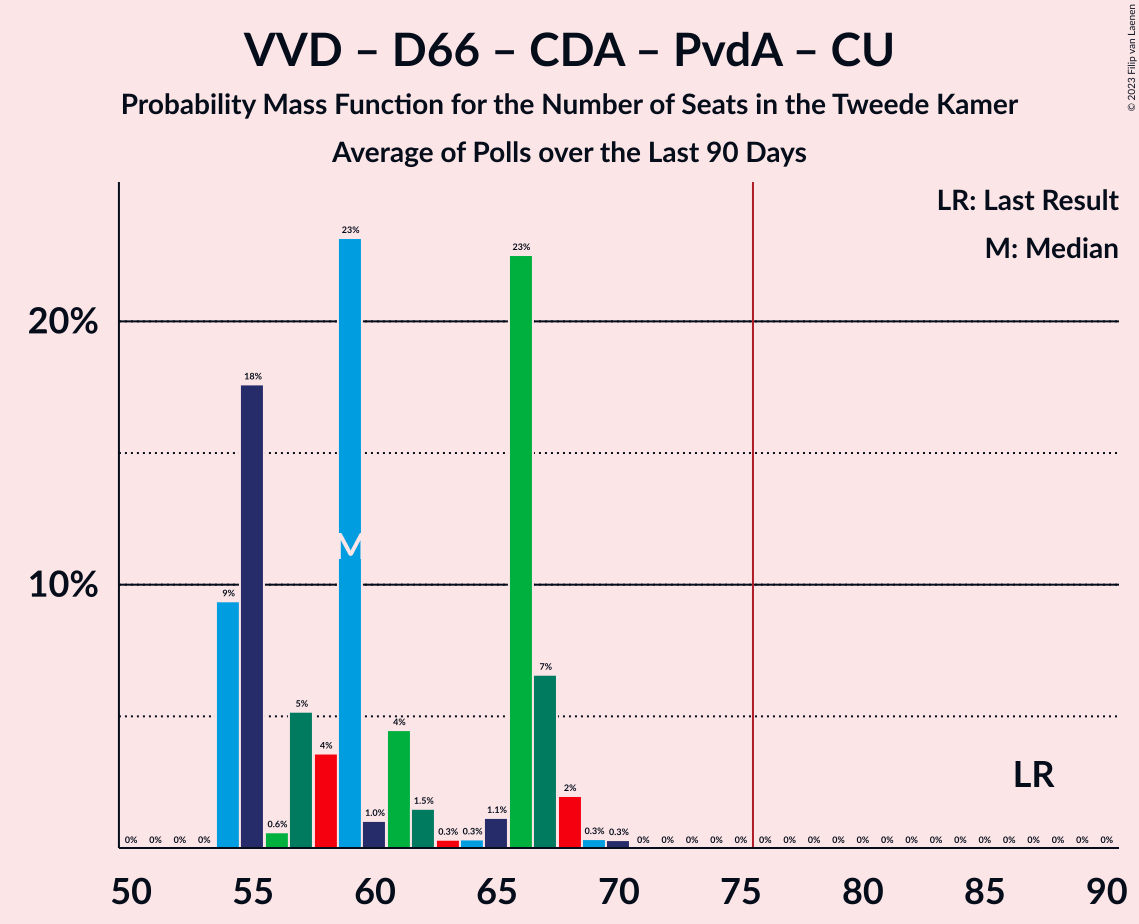 VVD – D66 – CDA – PvdA – CU
Probability Mass Function for the Number of Seats in the Tweede Kamer
Average of Polls over the Last 90 Days
© 2023 Filip van Laenen
LR: Last Result
M: Median
20%
10%
0% 0% 0% 0% 9% 18% 0.6% 5% 4% 23% 1.0% 4% 1.5% 0.3% 0.3% 1.1% 23% 7% 2% 0.3% 0.3% 0% 0% 0% 0% 0% 0% 0% 0% 0% 0% 0% 0% 0% 0% 0% 0% 0% 0% 0% 0%
M
LR
50 55 60 65 70 75 80 85 90